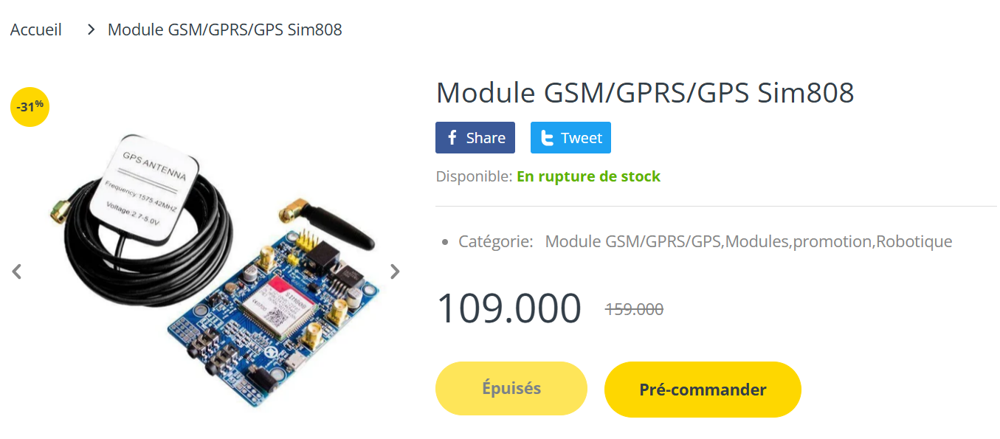 Accueil > Module GSM/GPRS/GPS Sim808
-31%
Module GSM/GPRS/GPS Sim808
Share
Tweet
Disponible: En rupture de stock
Catégorie: Module GSM/GPRS/GPS,Modules,promotion,Robotique
109.000 159.000
Épuisés
Pré-commander
GPS ANTENNA
Frequency:1575.42MHZ
Voltage:2.7-5.0V